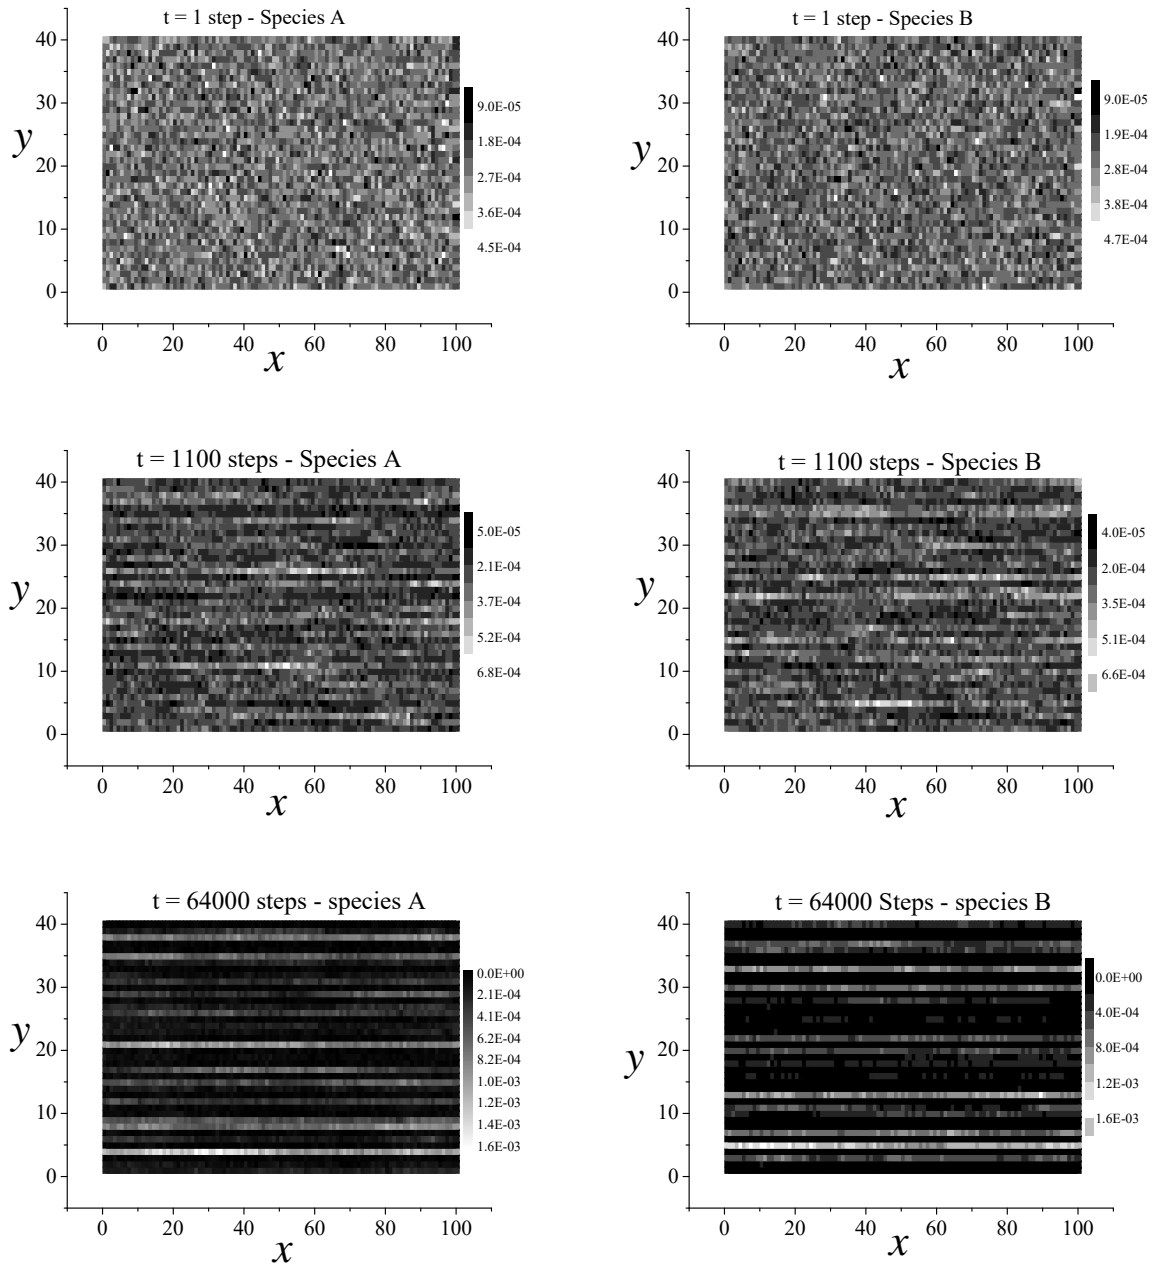 t = 1 step - Species A
40
30
20
10
0
y
0 20 40 60 80 100
x
9.0E-05
1.8E-04
2.7E-04
3.6E-04
4.5E-04
t = 1 step - Species B
40
30
20
10
0
y
0 20 40 60 80 100
x
9.0E-05
1.9E-04
2.8E-04
3.8E-04
4.7E-04
t = 1100 steps - Species A
40
30
20
10
0
y
0 20 40 60 80 100
x
5.0E-05
2.1E-04
3.7E-04
5.2E-04
6.8E-04
t = 1100 steps - Species B
40
30
20
10
0
y
0 20 40 60 80 100
x
4.0E-05
2.0E-04
3.5E-04
5.1E-04
6.6E-04
t = 64000 steps - species A
40
30
20
10
0
y
0 20 40 60 80 100
x
0.0E+00
2.1E-04
4.1E-04
6.2E-04
8.2E-04
1.0E-03
1.2E-03
1.4E-03
1.6E-03
t = 64000 Steps - species B
40
30
20
10
0
y
0 20 40 60 80 100
x
0.0E+00
4.0E-04
8.0E-04
1.2E-03
1.6E-03